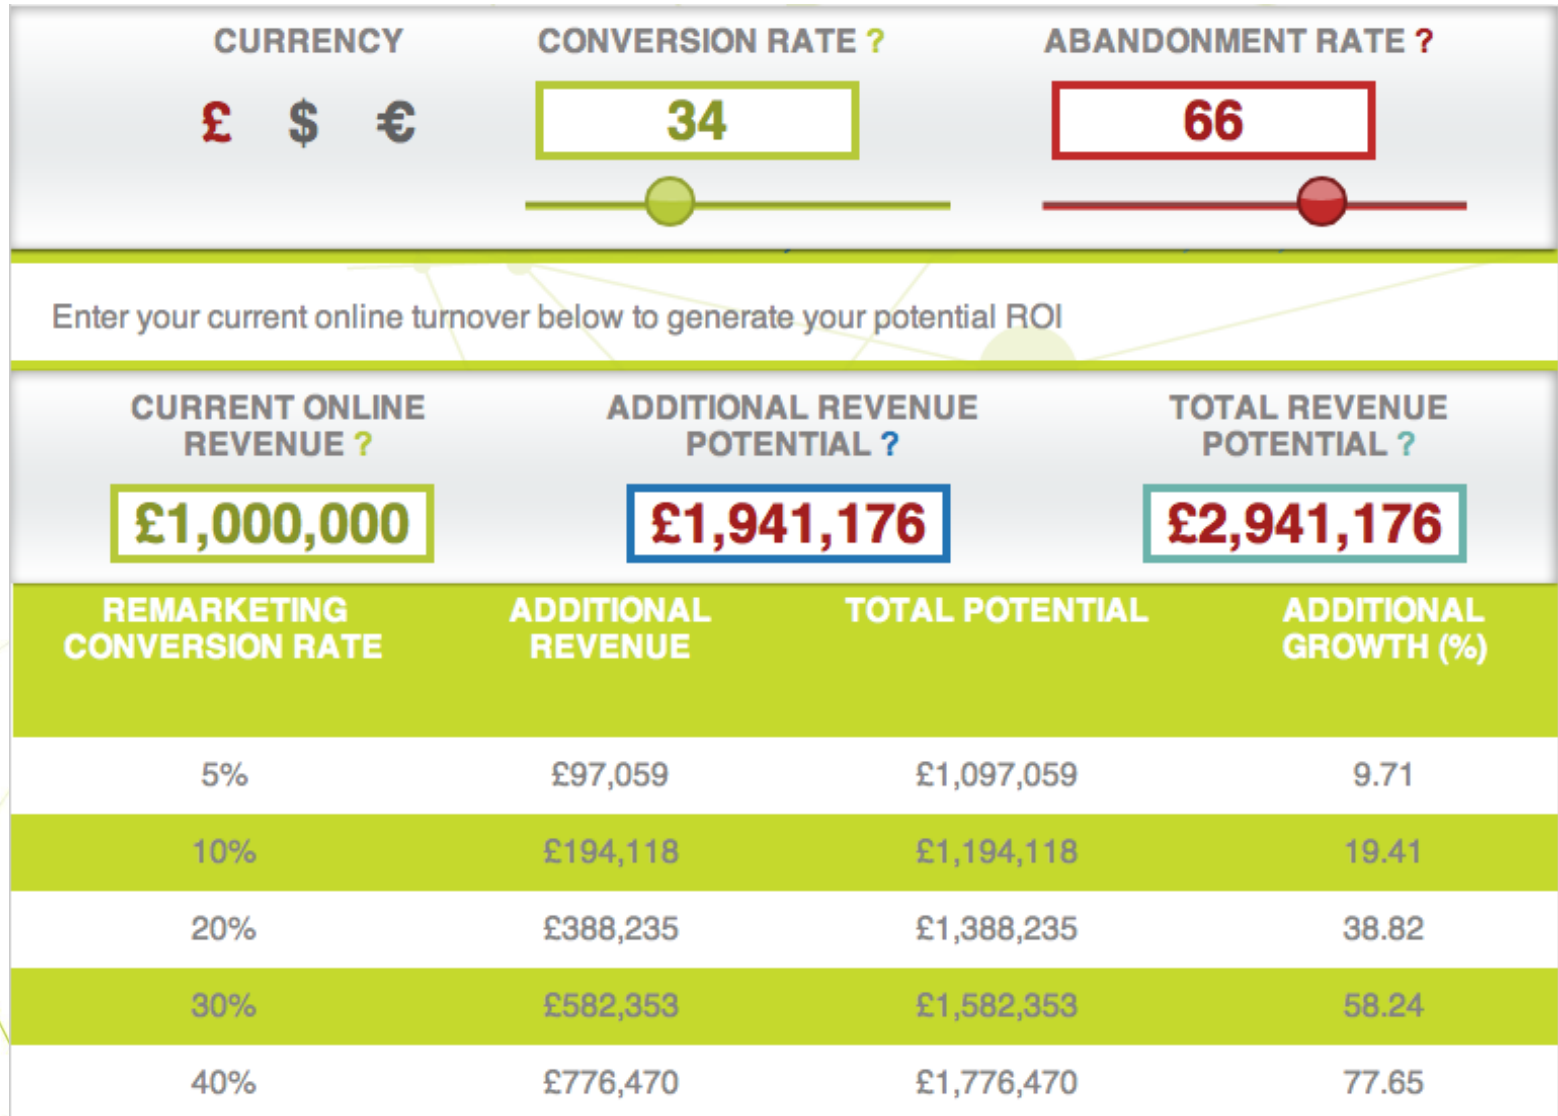 CURRENCY CONVERSION RATE ? ABANDONMENT RATE ?
£ $ € 34 66
Enter your current online turnover below to generate your potential ROI
CURRENT ONLINE ADDITIONAL REVENUE TOTAL REVENUE
REVENUE ? POTENTIAL ? POTENTIAL ?
£1,000,000 £1,941,176 £2,941,176
REMARKETING ADDITIONAL TOTAL POTENTIAL ADDITIONAL
CONVERSION RATE REVENUE GROWTH (%)
5% £97,059 £1,097,059 9.71
10% £194,118 £1,194,118 19.41
20% £388,235 £1,388,235 38.82
30% £582,353 £1,582,353 58.24
40% £776,470 £1,776,470 77.65